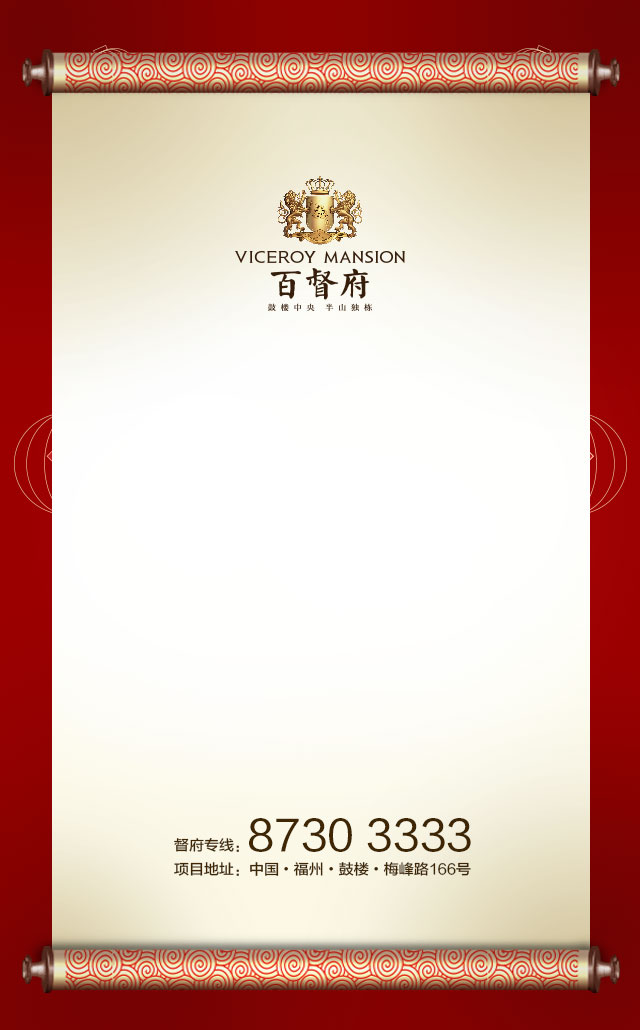 VICEROY MANSION
百督府
鼓楼中央 半山独栋
督府专线：8730 3333
项目地址：中国·福州·鼓楼·梅峰路166号